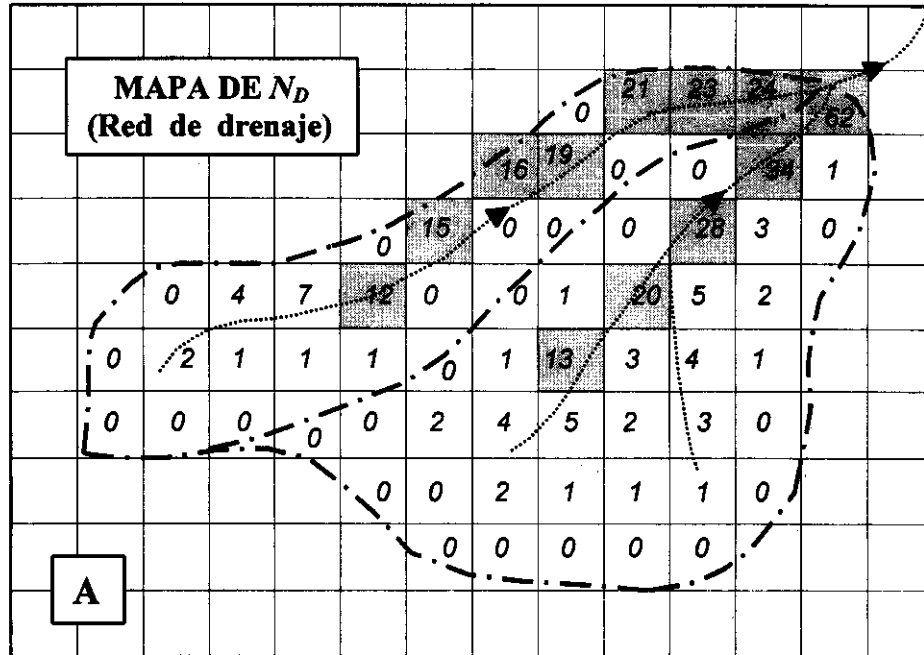 MAPA DE N_D
(Red de drenaje)
0 21 23 24 62
16 19 0 0 34 1
0 15 0 0 0 28 3 0
0 4 7 12 0 0 1 20 5 2
0 2 1 1 1 0 1 13 3 4 1
0 0 0 0 0 2 4 5 2 3 0
0 0 2 1 1 1 0
0 0 0 0 0
A